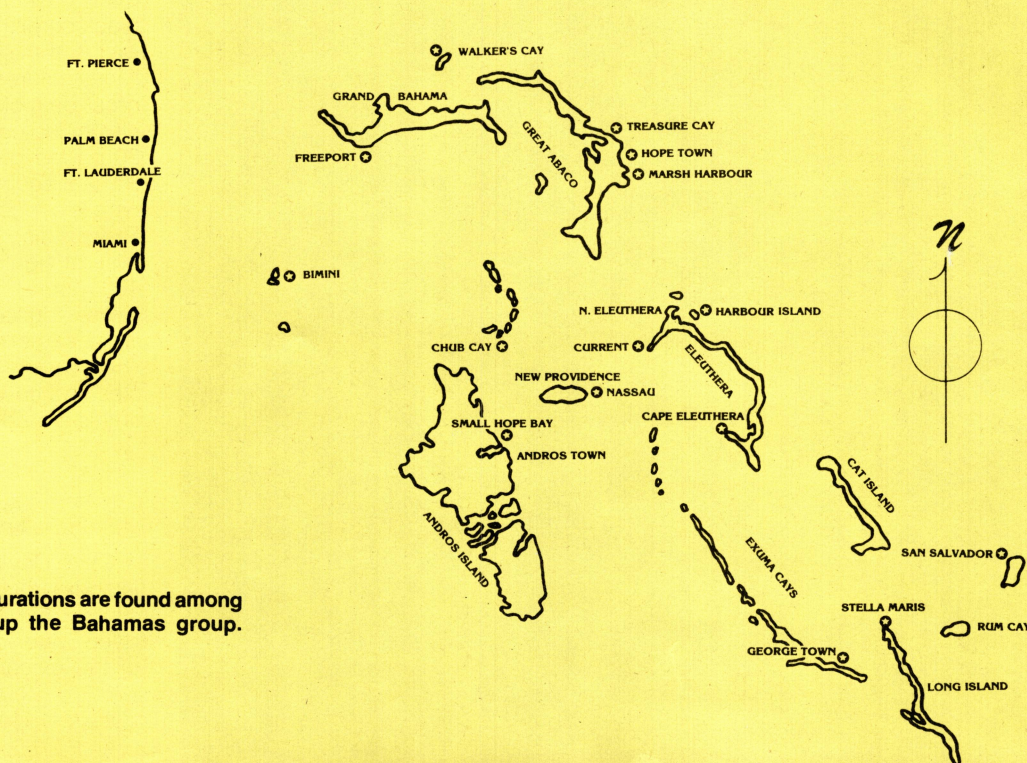 FT. PIERCE
PALM BEACH
FT. LAUDERDALE
MIAMI
WALKER'S CAY
GRAND BAHAMA
FREEPORT
GREAT ABACO
TREASURE CAY
HOPE TOWN
MARSH HARBOUR
N
BIMINI
CHUB CAY
N. ELEUTHERA
HARBOUR ISLAND
CURRENT
ELEUTHERA
NEW PROVIDENCE
NASSAU
CAPE ELEUTHERA
SMALL HOPE BAY
ANDROS TOWN
ANDROS ISLAND
CAT ISLAND
EXUMA CAYS
SAN SALVADOR
STELLA MARIS
RUM CAY
GEORGE TOWN
LONG ISLAND
urations are found among
up the Bahamas group.